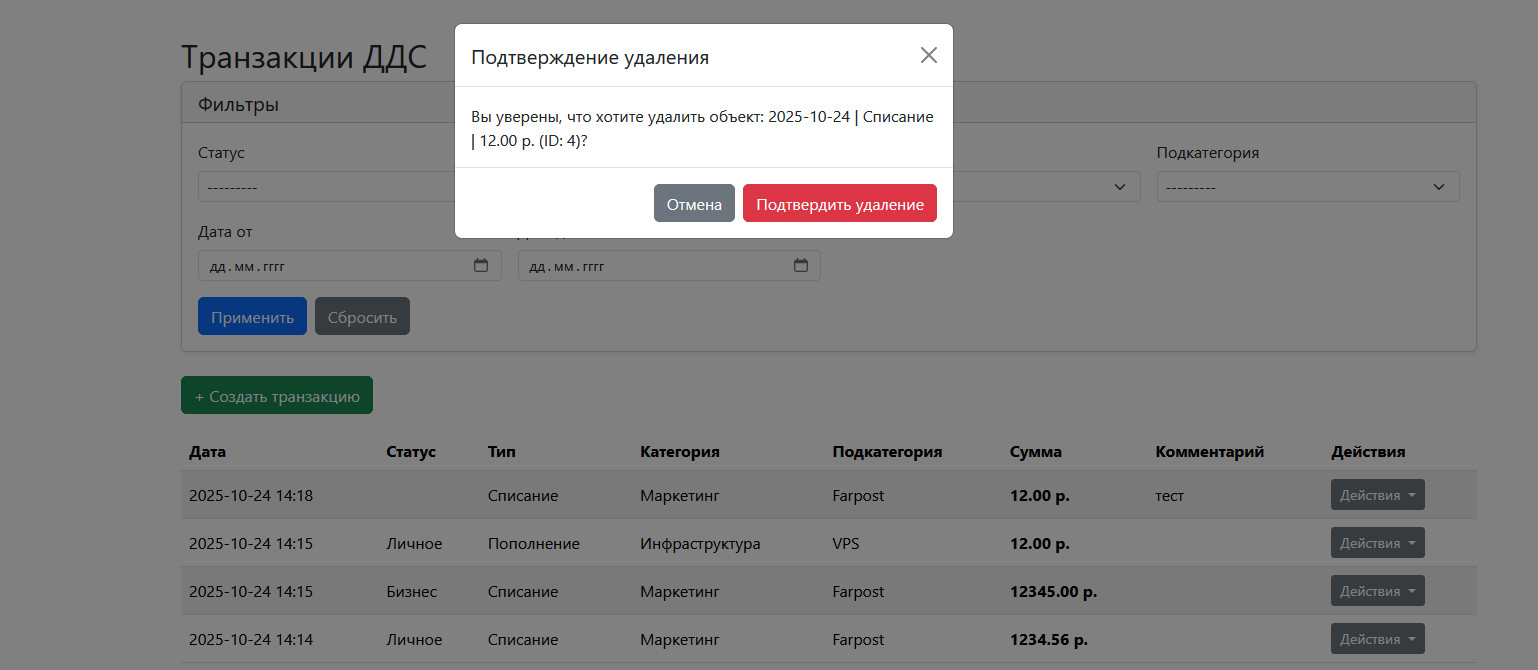 Транзакции ДДС
Подтверждение удаления
Вы уверены, что хотите удалить объект: 2025-10-24 | Списание
| 12.00 р. (ID: 4)?
Отмена Подтвердить удаление
Фильтры
Статус Подкатегория
--------- ---------
Дата от
дд.мм.гггг дд.мм.гггг
Применить Сбросить
+ Создать транзакцию
Дата Статус Тип Категория Подкатегория Сумма Комментарий Действия
2025-10-24 14:18 Списание Маркетинг Farpost 12.00 р. тест Действия
2025-10-24 14:15 Личное Пополнение Инфраструктура VPS 12.00 р. Действия
2025-10-24 14:15 Бизнес Списание Маркетинг Farpost 12345.00 р. Действия
2025-10-24 14:14 Личное Списание Маркетинг Farpost 1234.56 р. Действия